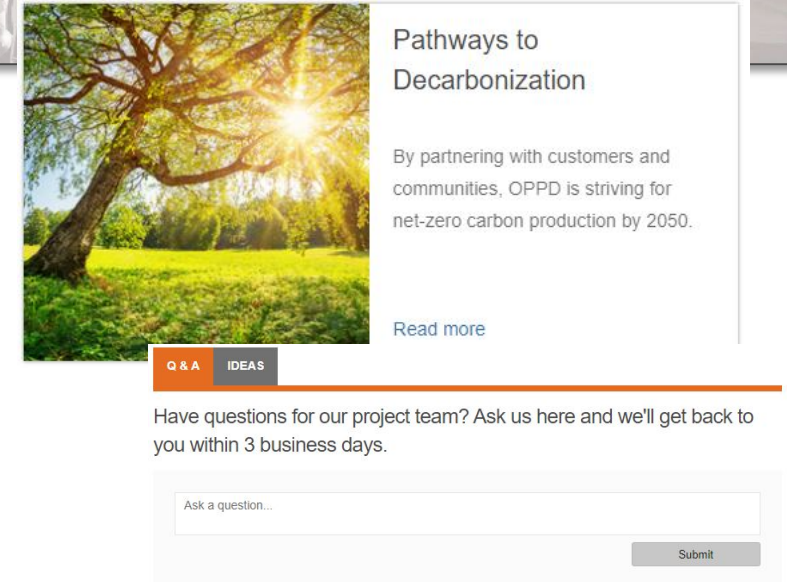 Pathways to
Decarbonization
By partnering with customers and
communities, OPPD is striving for
net-zero carbon production by 2050.
Read more
Q & A IDEAS
Have questions for our project team? Ask us here and we'll get back to
you within 3 business days.
Ask a question...
Submit